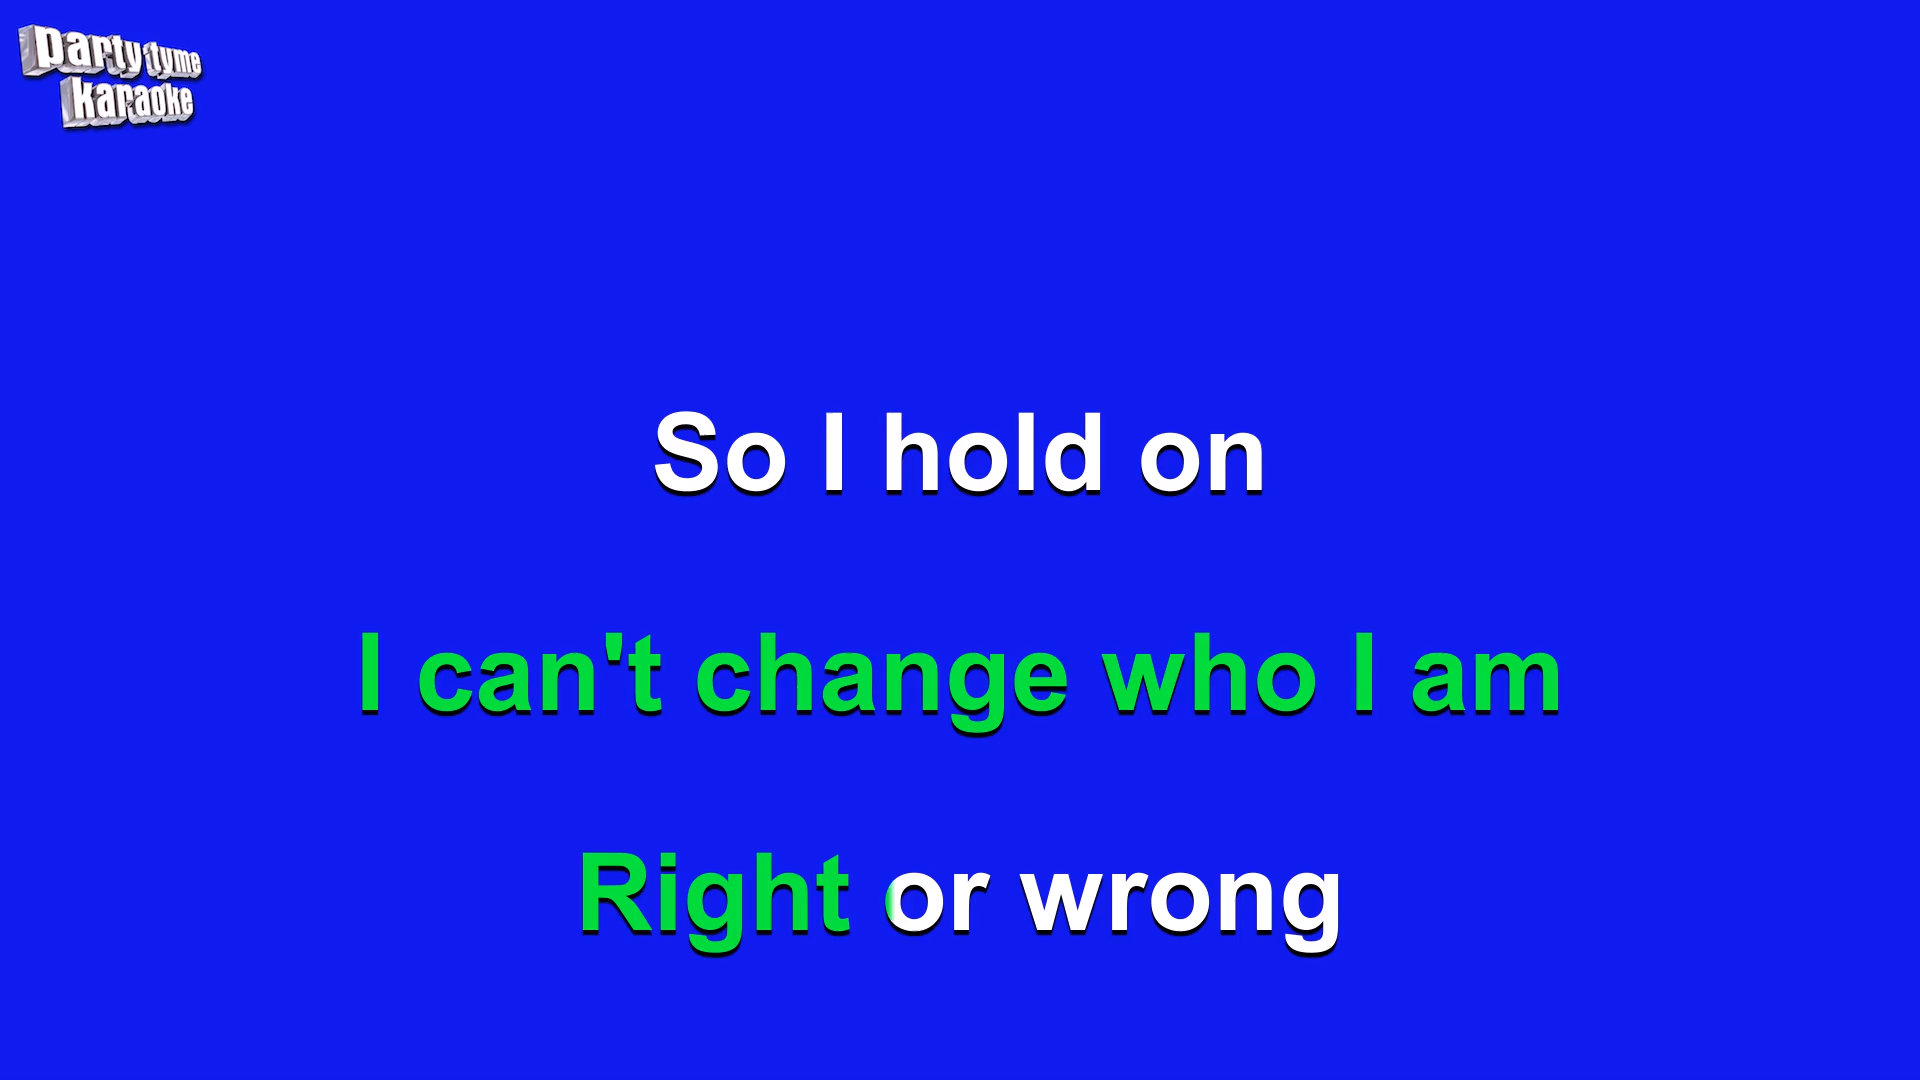 party tyme
karaoke
So I hold on
I can't change who I am
Right or wrong